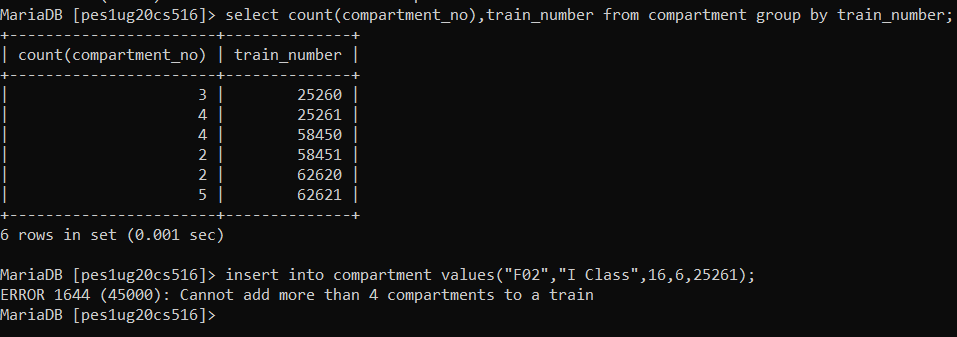 MariaDB [pes1ug20cs516]> select count(compartment_no),train_number from compartment group by train_number;
+-----------------------+--------------+
| count(compartment_no) | train_number |
+-----------------------+--------------+
|                     3 |        25260 |
|                     4 |        25261 |
|                     4 |        58450 |
|                     2 |        58451 |
|                     2 |        62620 |
|                     5 |        62621 |
+-----------------------+--------------+
6 rows in set (0.001 sec)
MariaDB [pes1ug20cs516]> insert into compartment values("F02","I Class",16,6,25261);
ERROR 1644 (45000): Cannot add more than 4 compartments to a train
MariaDB [pes1ug20cs516]>